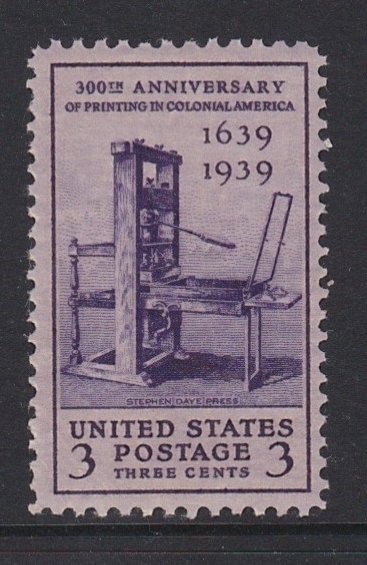 300TH ANNIVERSARY
OF PRINTING IN COLONIAL AMERICA
1639
1939
STEPHEN DAYE PRESS
UNITED STATES
3 POSTAGE 3
THREE CENTS